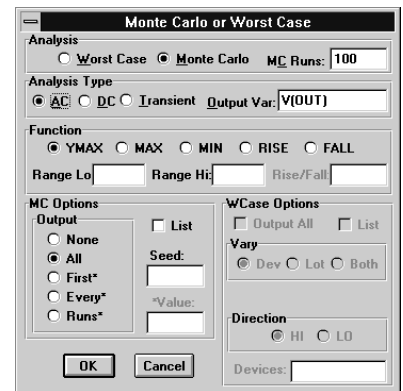 Monte Carlo or Worst Case
Analysis
Worst Case Monte Carlo MC Runs: 100
Analysis Type
AC DC Transient Output Var: V(OUT)
Function
YMAX MAX MIN RISE FALL
Range Lo Range Hi: Rise/Fall:
MC Options
Output
None
All
First*
Every*
Runs*
List
Seed:
*Value:
OK Cancel
WCase Options
Output All List
Vary
Dev Lot Both
Direction
HI LO
Devices: